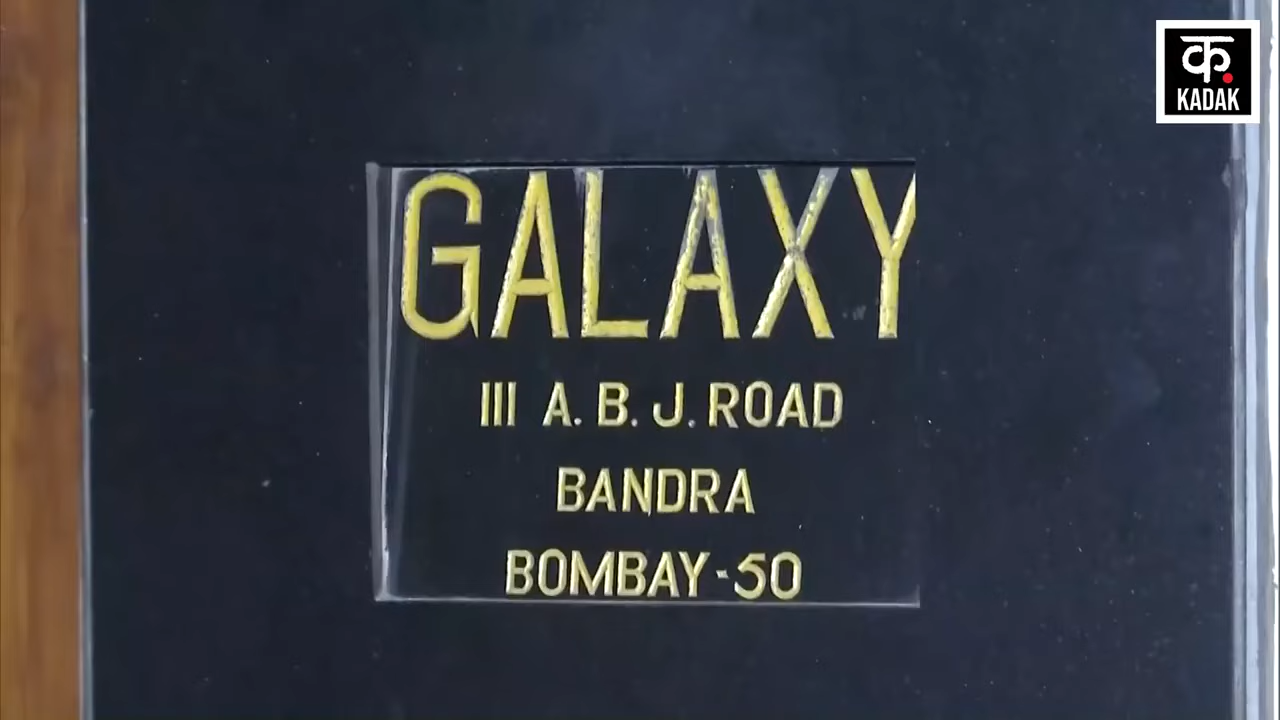 क.
KADAK
GALAXY
III A. B. J. ROAD
BANDRA
BOMBAY-50